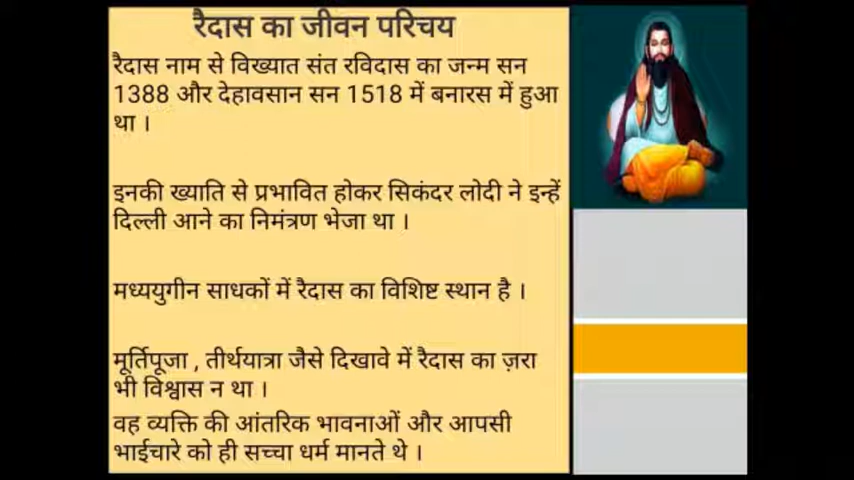 रैदास का जीवन परिचय
रैदास नाम से विख्यात संत रविदास का जन्म सन
1388 और देहावसान सन 1518 में बनारस में हुआ
था ।
इनकी ख्याति से प्रभावित होकर सिकंदर लोदी ने इन्हें
दिल्ली आने का निमंत्रण भेजा था ।
मध्ययुगीन साधकों में रैदास का विशिष्ट स्थान है ।
मूर्तिपूजा , तीर्थयात्रा जैसे दिखावे में रैदास का ज़रा
भी विश्वास न था ।
वह व्यक्ति की आंतरिक भावनाओं और आपसी
भाईचारे को ही सच्चा धर्म मानते थे ।